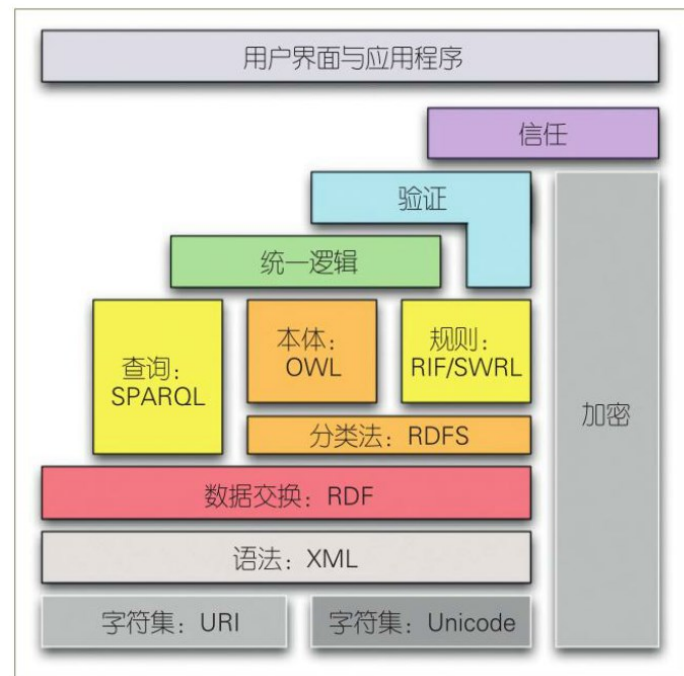 用户界面与应用程序
信任
验证
统一逻辑
查询：
SPARQL
本体：
OWL
规则：
RIF/SWRL
加密
分类法：RDFS
数据交换：RDF
语法：XML
字符集：URI
字符集：Unicode